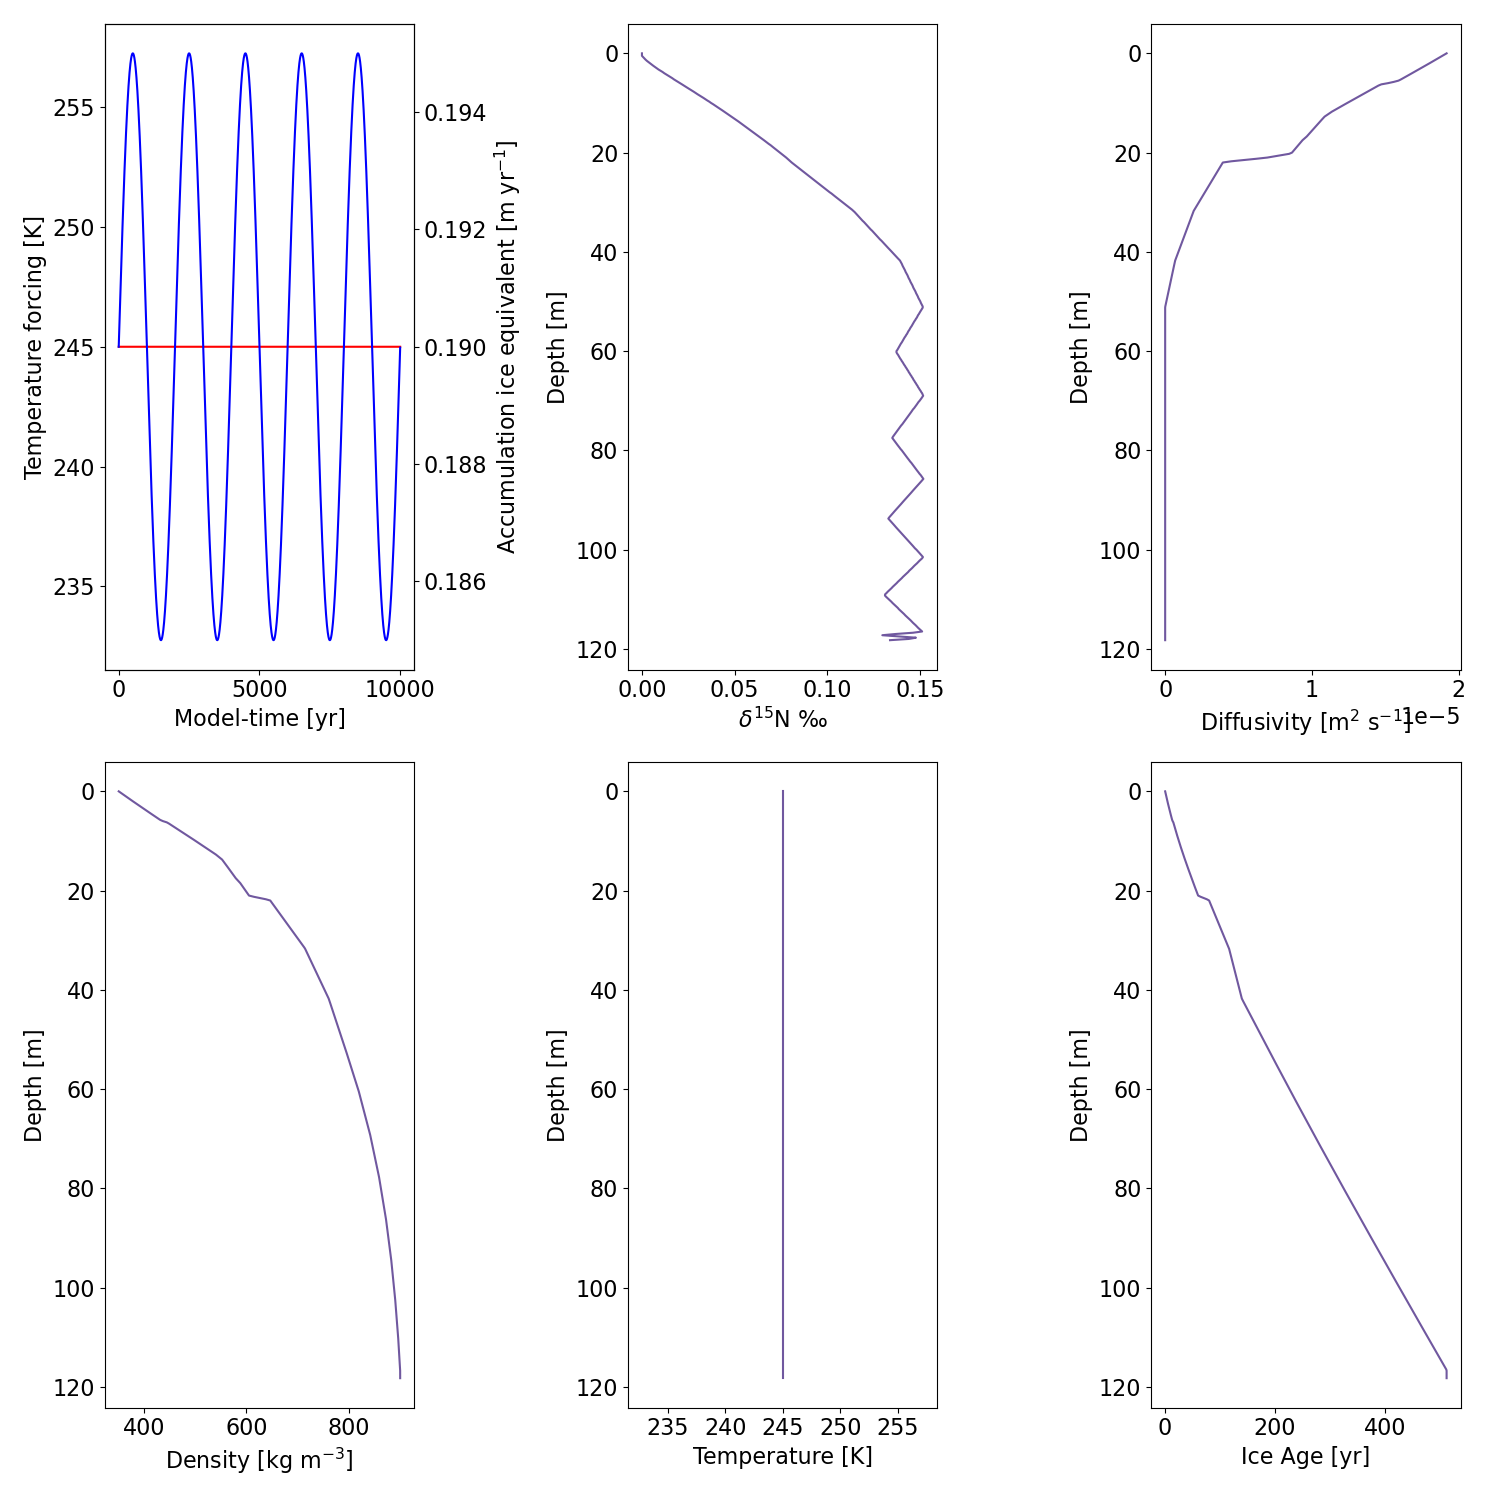 Temperature forcing [K]
255
250
245
240
235
0 5000 10000
Model-time [yr]
0.194
0.192
0.190
0.188
0.186
Accumulation ice equivalent [m yr⁻¹]
Depth [m]
0
20
40
60
80
100
120
0.00 0.05 0.10 0.15
δ¹⁵N ‰
Depth [m]
0
20
40
60
80
100
120
0 1 2
Diffusivity [m² s⁻¹]
1e−5
Depth [m]
0
20
40
60
80
100
120
400 600 800
Density [kg m⁻³]
Depth [m]
0
20
40
60
80
100
120
235 240 245 250 255
Temperature [K]
Depth [m]
0
20
40
60
80
100
120
0 200 400
Ice Age [yr]